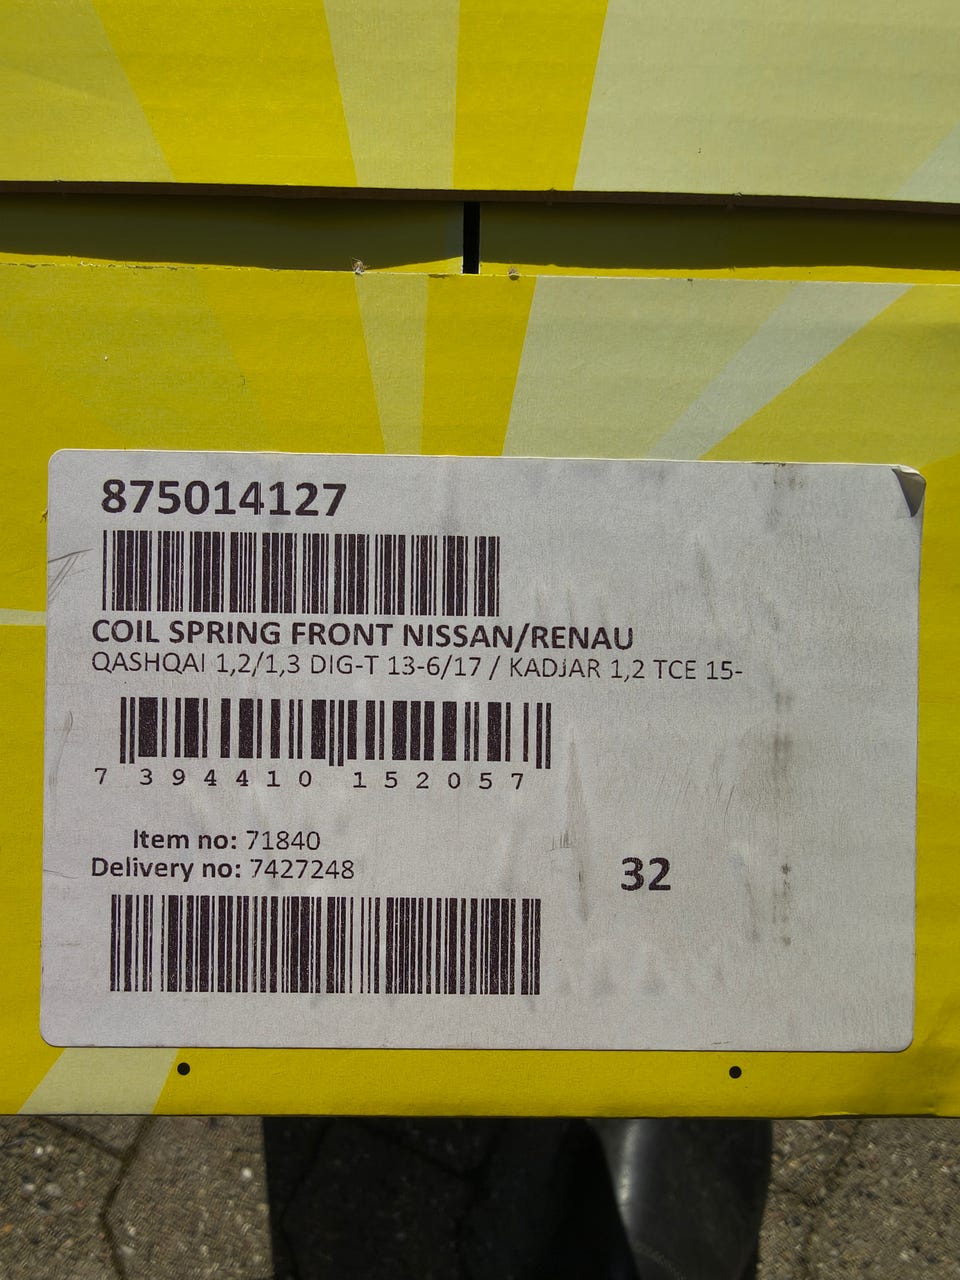 875014127
COIL SPRING FRONT NISSAN/RENAU
QASHQAI 1,2/1,3 DIG-T 13-6/17 / KADJAR 1,2 TCE 15-
7 394410 152057
Item no: 71840
Delivery no: 7427248
32